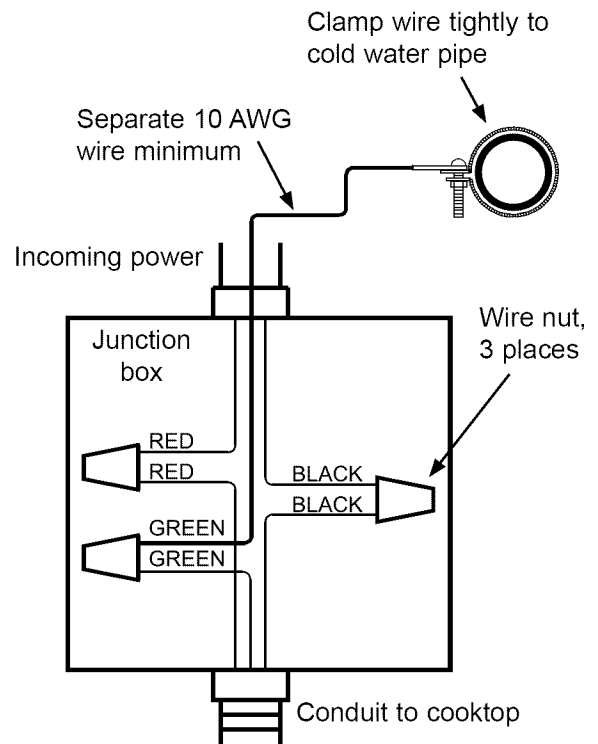 Clamp wire tightly to
cold water pipe
Separate 10 AWG
wire minimum
Incoming power
Junction
box
Wire nut,
3 places
RED
RED
BLACK
BLACK
GREEN
GREEN
Conduit to cooktop